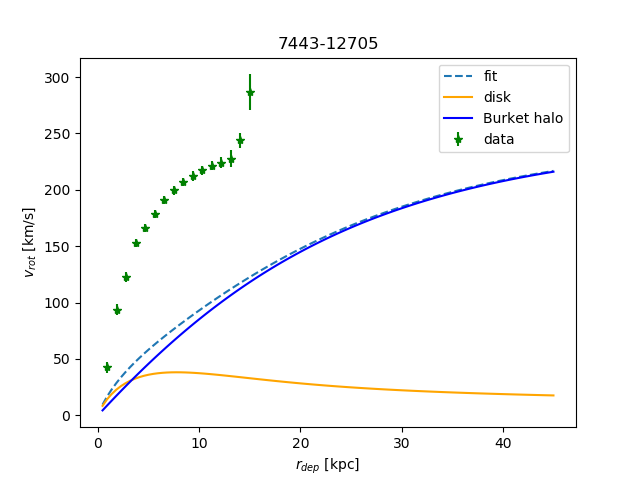 7443-12705
300
250
200
150
100
50
0
v_rot [km/s]
0 10 20 30 40
r_dep [kpc]
fit
disk
Burket halo
data